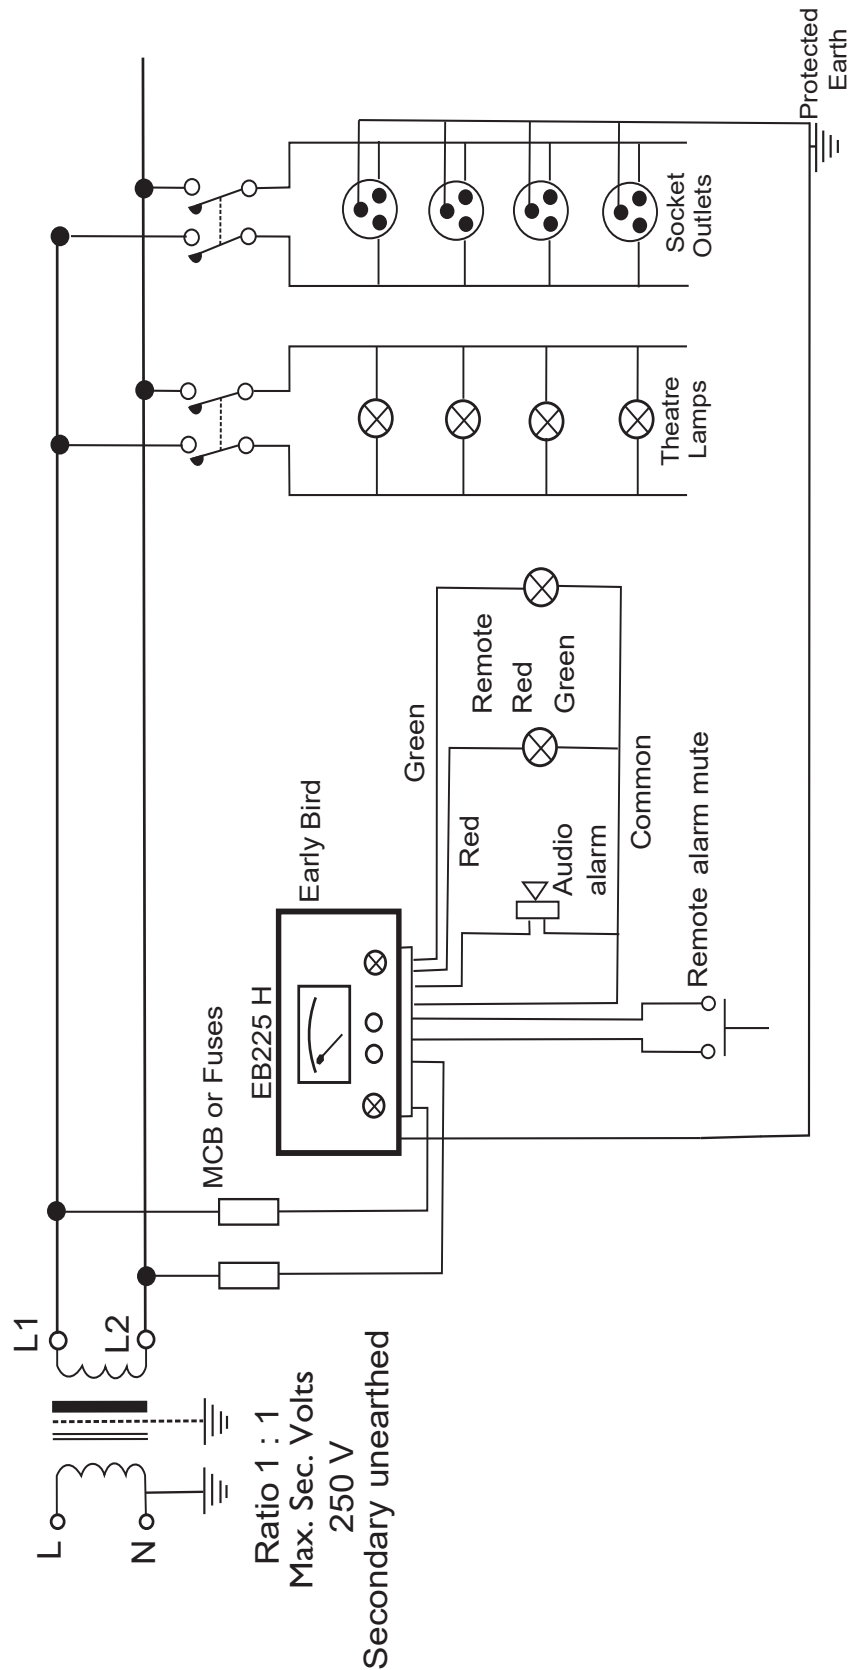 L
N
Ratio 1 : 1
Max. Sec. Volts
250 V
Secondary unearthed
L1
L2
MCB or Fuses
EB225 H
Early Bird
Green
Red
Remote
Red
Green
Audio
alarm
Common
Remote alarm mute
Theatre
Lamps
Socket
Outlets
Protected
Earth